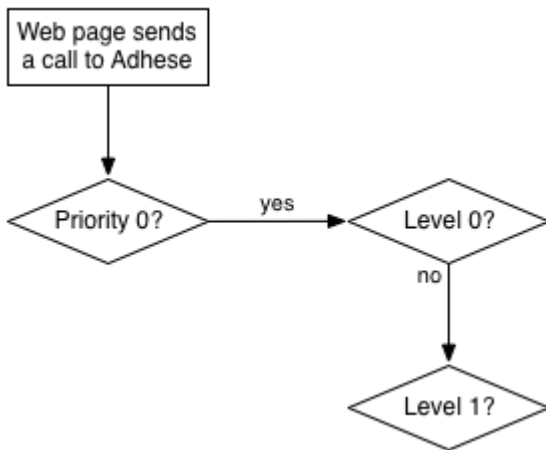 Web page sends
a call to Adhese
Priority 0?
yes
Level 0?
no
Level 1?